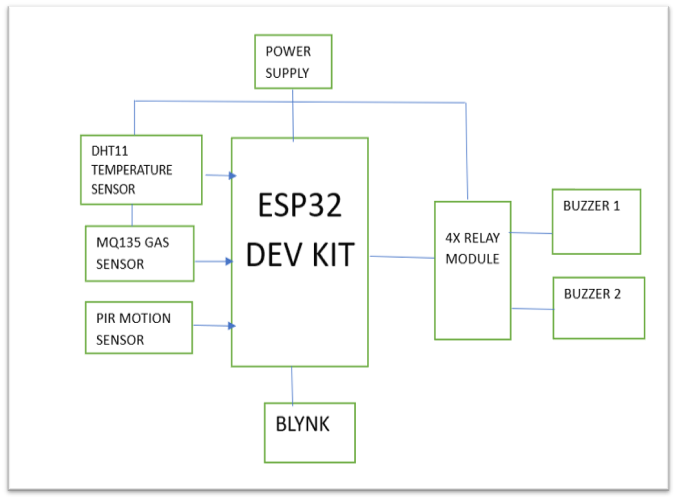 POWER
SUPPLY
DHT11
TEMPERATURE
SENSOR
ESP32
DEV KIT
MQ135 GAS
SENSOR
PIR MOTION
SENSOR
4X RELAY
MODULE
BUZZER 1
BUZZER 2
BLYNK